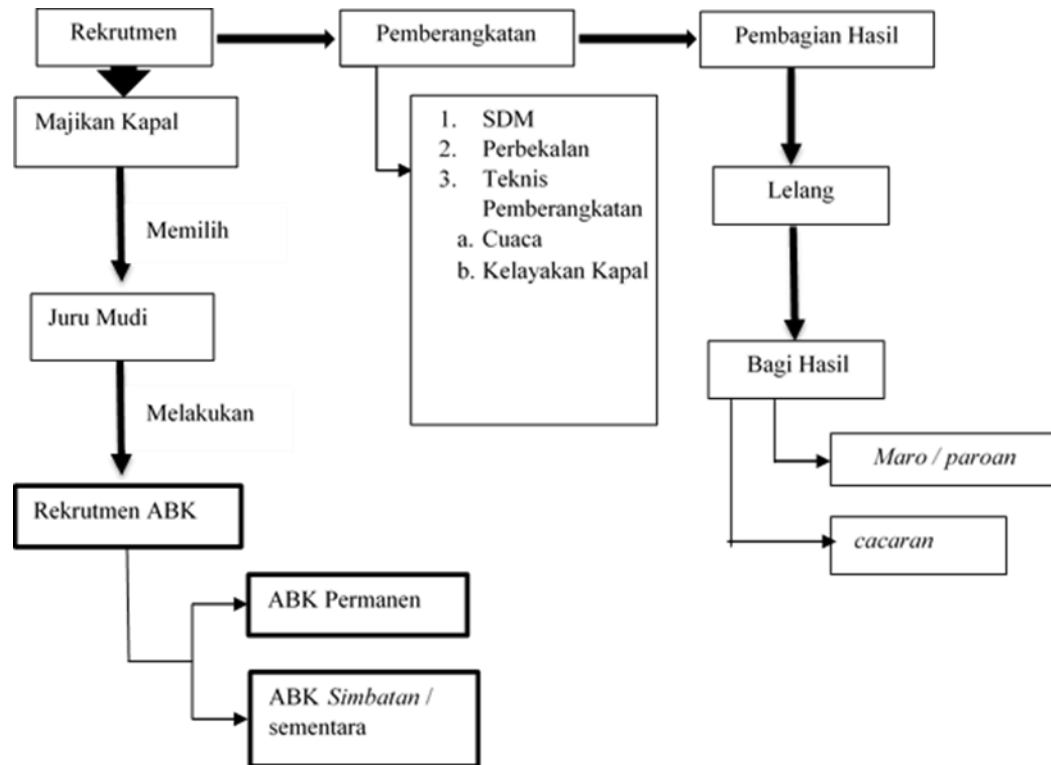 Rekrutmen
Pemberangkatan
Pembagian Hasil
Majikan Kapal
Memilih
Juru Mudi
Melakukan
Rekrutmen ABK
ABK Permanen
ABK Simbatan /
sementara
1. SDM
2. Perbekalan
3. Teknis
Pemberangkatan
a. Cuaca
b. Kelayakan Kapal
Lelang
Bagi Hasil
Maro / paroan
cacaran